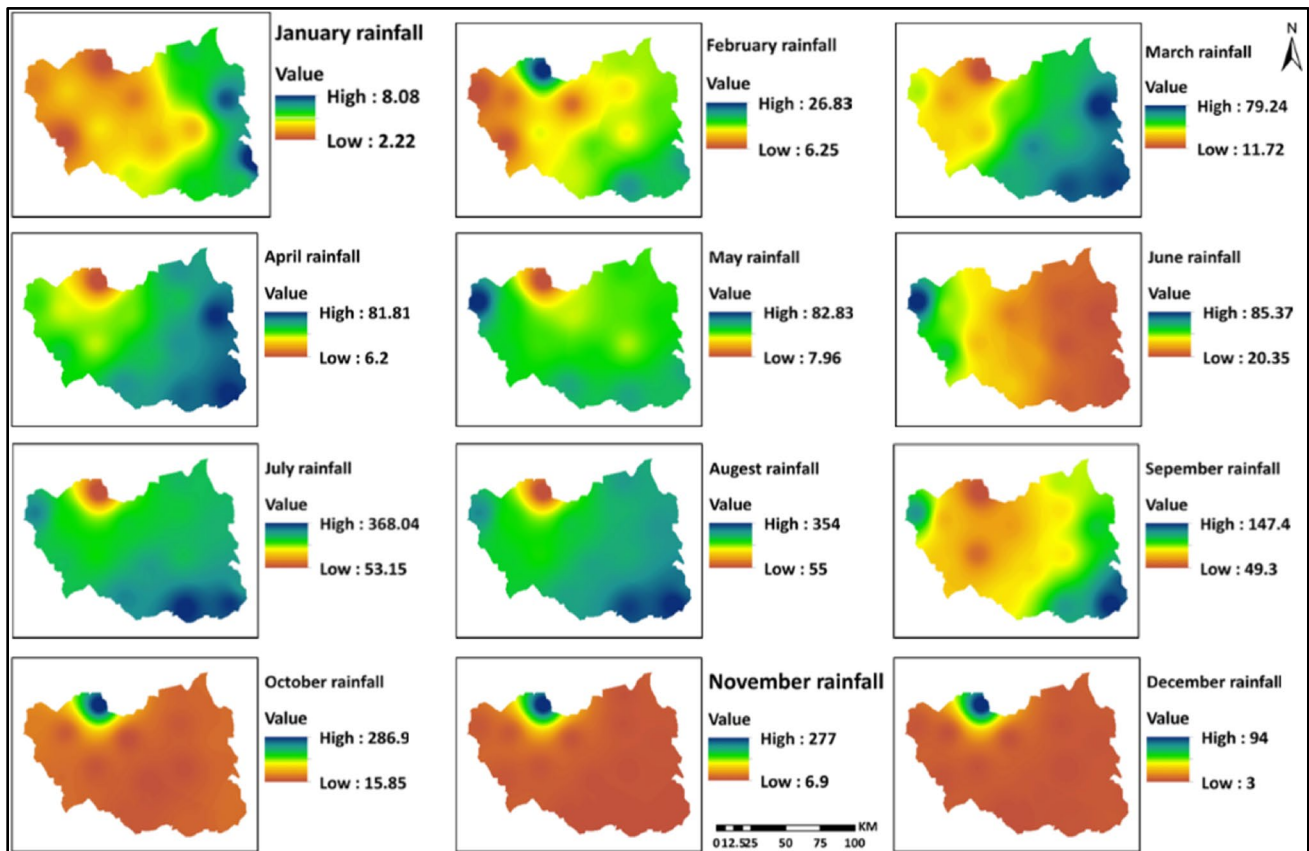 January rainfall
Value
High : 8.08
Low : 2.22
February rainfall
Value
High : 26.83
Low : 6.25
N
March rainfall
Value
High : 79.24
Low : 11.72
April rainfall
Value
High : 81.81
Low : 6.2
May rainfall
Value
High : 82.83
Low : 7.96
June rainfall
Value
High : 85.37
Low : 20.35
July rainfall
Value
High : 368.04
Low : 53.15
Augest rainfall
Value
High : 354
Low : 55
Sepember rainfall
Value
High : 147.4
Low : 49.3
October rainfall
Value
High : 286.9
Low : 15.85
November rainfall
Value
High : 277
Low : 6.9
December rainfall
Value
High : 94
Low : 3
KM
0 12.525 50 75 100